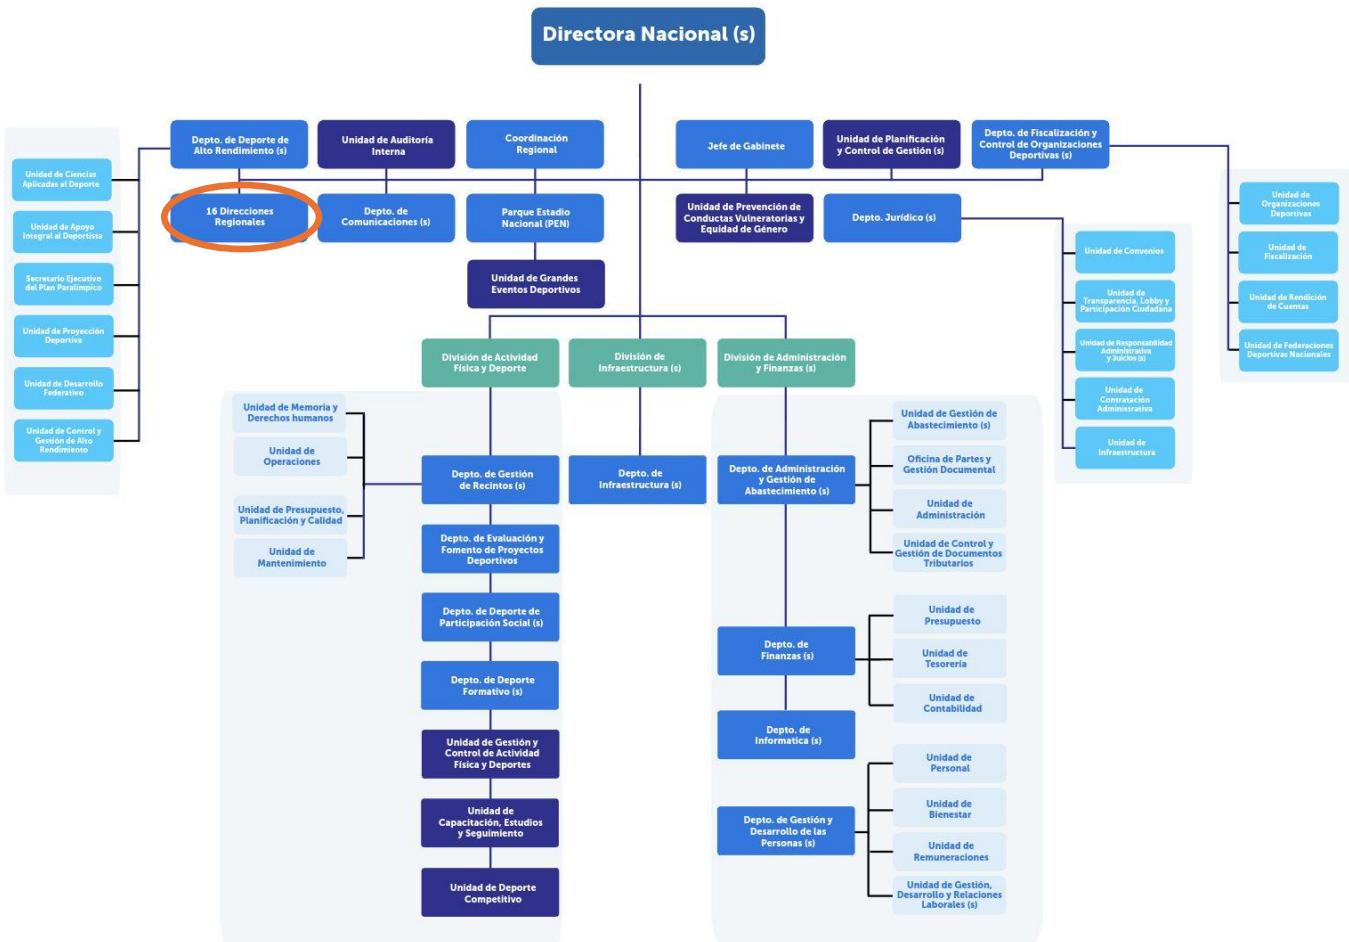 Directora Nacional (s)
Depto. de Deporte de
Alto Rendimiento (s)
Unidad de Auditoría
Interna
Coordinación
Regional
Jefe de Gabinete
Unidad de Planificación
y Control de Gestión (s)
Depto. de Fiscalización y
Control de Organizaciones
Deportivas (s)
16 Direcciones
Regionales
Depto. de
Comunicaciones (s)
Parque Estadio
Nacional (PEN)
Unidad de Prevención de
Conductas Vulneratorias y
Equidad de Género
Depto. Jurídico (s)
Unidad de Grandes
Eventos Deportivos
Unidad de Ciencias
Aplicadas al Deporte
Unidad de Apoyo
Integral al Deportista
Secretario Ejecutivo
del Plan Paralímpico
Unidad de Proyección
Deportiva
Unidad de Desarrollo
Federativo
Unidad de Control y
Gestión de Alto
Rendimiento
Unidad de
Organizaciones
Deportivas
Unidad de
Fiscalización
Unidad de Rendición
de Cuentas
Unidad de Federaciones
Deportivas Nacionales
Unidad de Convenios
Unidad de
Transparencia, Lobby y
Participación Ciudadana
Unidad de Responsabilidad
Administrativa
y Juicios (s)
Unidad de
Contratación
Administrativa
Unidad de
Infraestructura
División de Actividad
Física y Deporte
División de
Infraestructura (s)
División de Administración
y Finanzas (s)
Unidad de Memoria y
Derechos humanos
Unidad de
Operaciones
Unidad de Presupuesto,
Planificación y Calidad
Unidad de
Mantenimiento
Depto. de Gestión
de Recintos (s)
Depto. de Evaluación y
Fomento de Proyectos
Deportivos
Depto. de Deporte de
Participación Social (s)
Depto. de Deporte
Formativo (s)
Unidad de Gestión y
Control de Actividad
Física y Deportes
Unidad de
Capacitación, Estudios
y Seguimiento
Unidad de Deporte
Competitivo
Depto. de
Infraestructura (s)
Depto. de Administración
y Gestión de
Abastecimiento (s)
Unidad de Gestión de
Abastecimiento (s)
Oficina de Partes y
Gestión Documental
Unidad de
Administración
Unidad de Control y
Gestión de Documentos
Tributarios
Depto. de
Finanzas (s)
Unidad de
Presupuesto
Unidad de
Tesorería
Unidad de
Contabilidad
Depto. de
Informatica (s)
Depto. de Gestión y
Desarrollo de las
Personas (s)
Unidad de
Personal
Unidad de
Bienestar
Unidad de
Remuneraciones
Unidad de Gestión,
Desarrollo y Relaciones
Laborales (s)